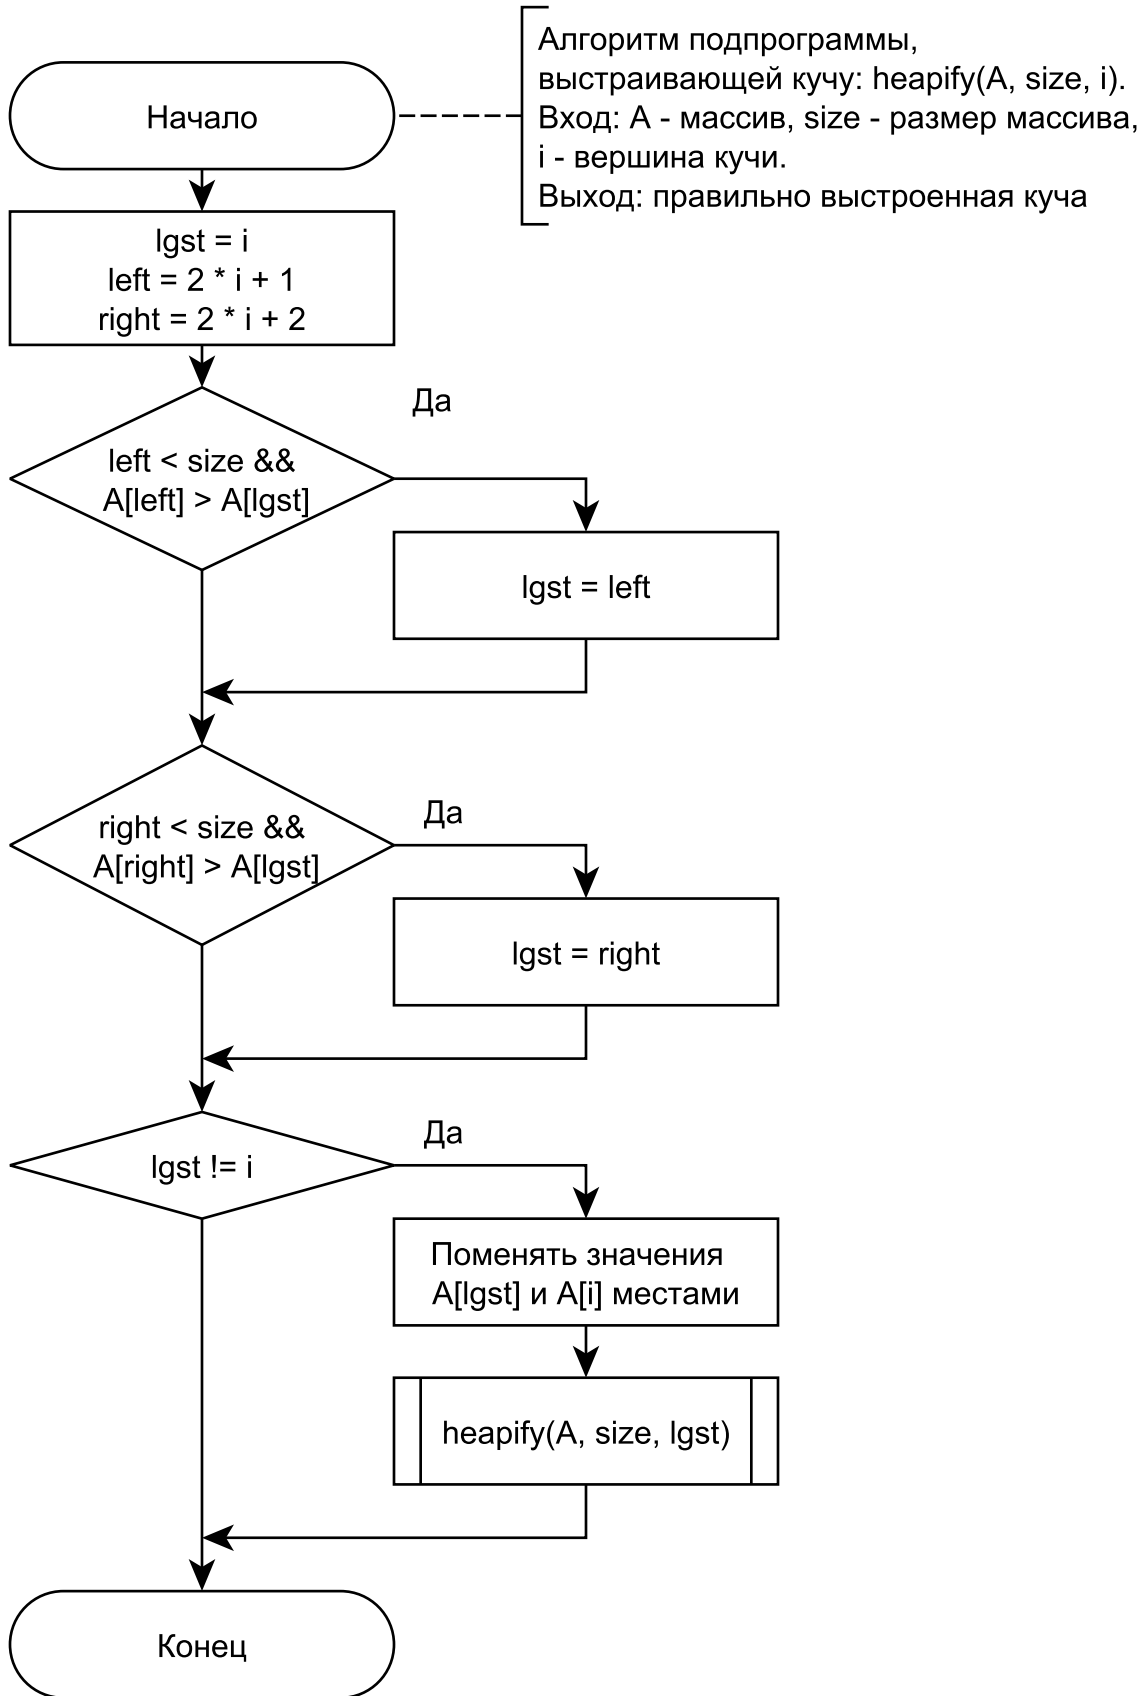 Алгоритм подпрограммы,
выстраивающей кучу: heapify(A, size, i).
Вход: A - массив, size - размер массива,
i - вершина кучи.
Выход: правильно выстроенная куча
Начало
lgst = i
left = 2 * i + 1
right = 2 * i + 2
Да
left < size &&
A[left] > A[lgst]
lgst = left
Да
right < size &&
A[right] > A[lgst]
lgst = right
Да
lgst != i
Поменять значения
A[lgst] и A[i] местами
heapify(A, size, lgst)
Конец